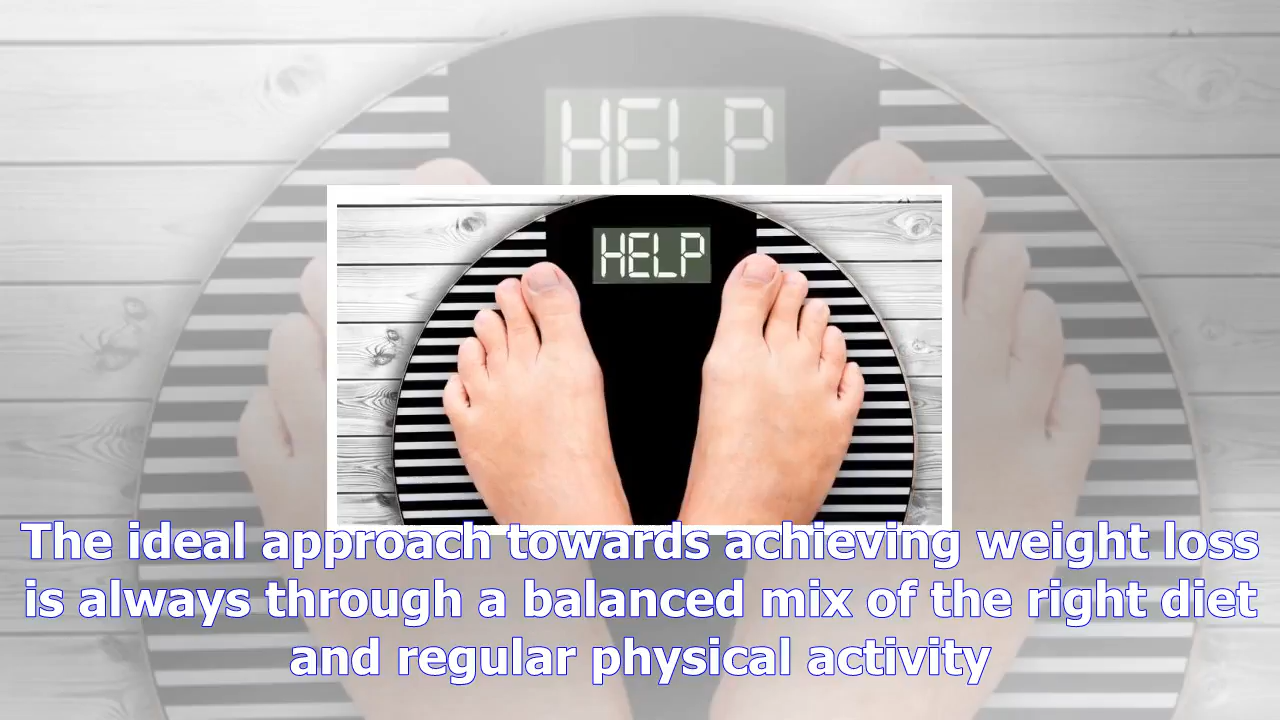 HELP
HELP
The ideal approach towards achieving weight loss
is always through a balanced mix of the right diet
and regular physical activity